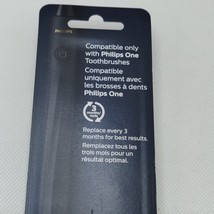 PHILIPS
Compatible only
with Philips One
Toothbrushes
Compatible
uniquement avec
les brosses à dents
Philips One
3
Replace every 3
months for best results.
Remplacez tous les
trois mois pour un
résultat optimal.